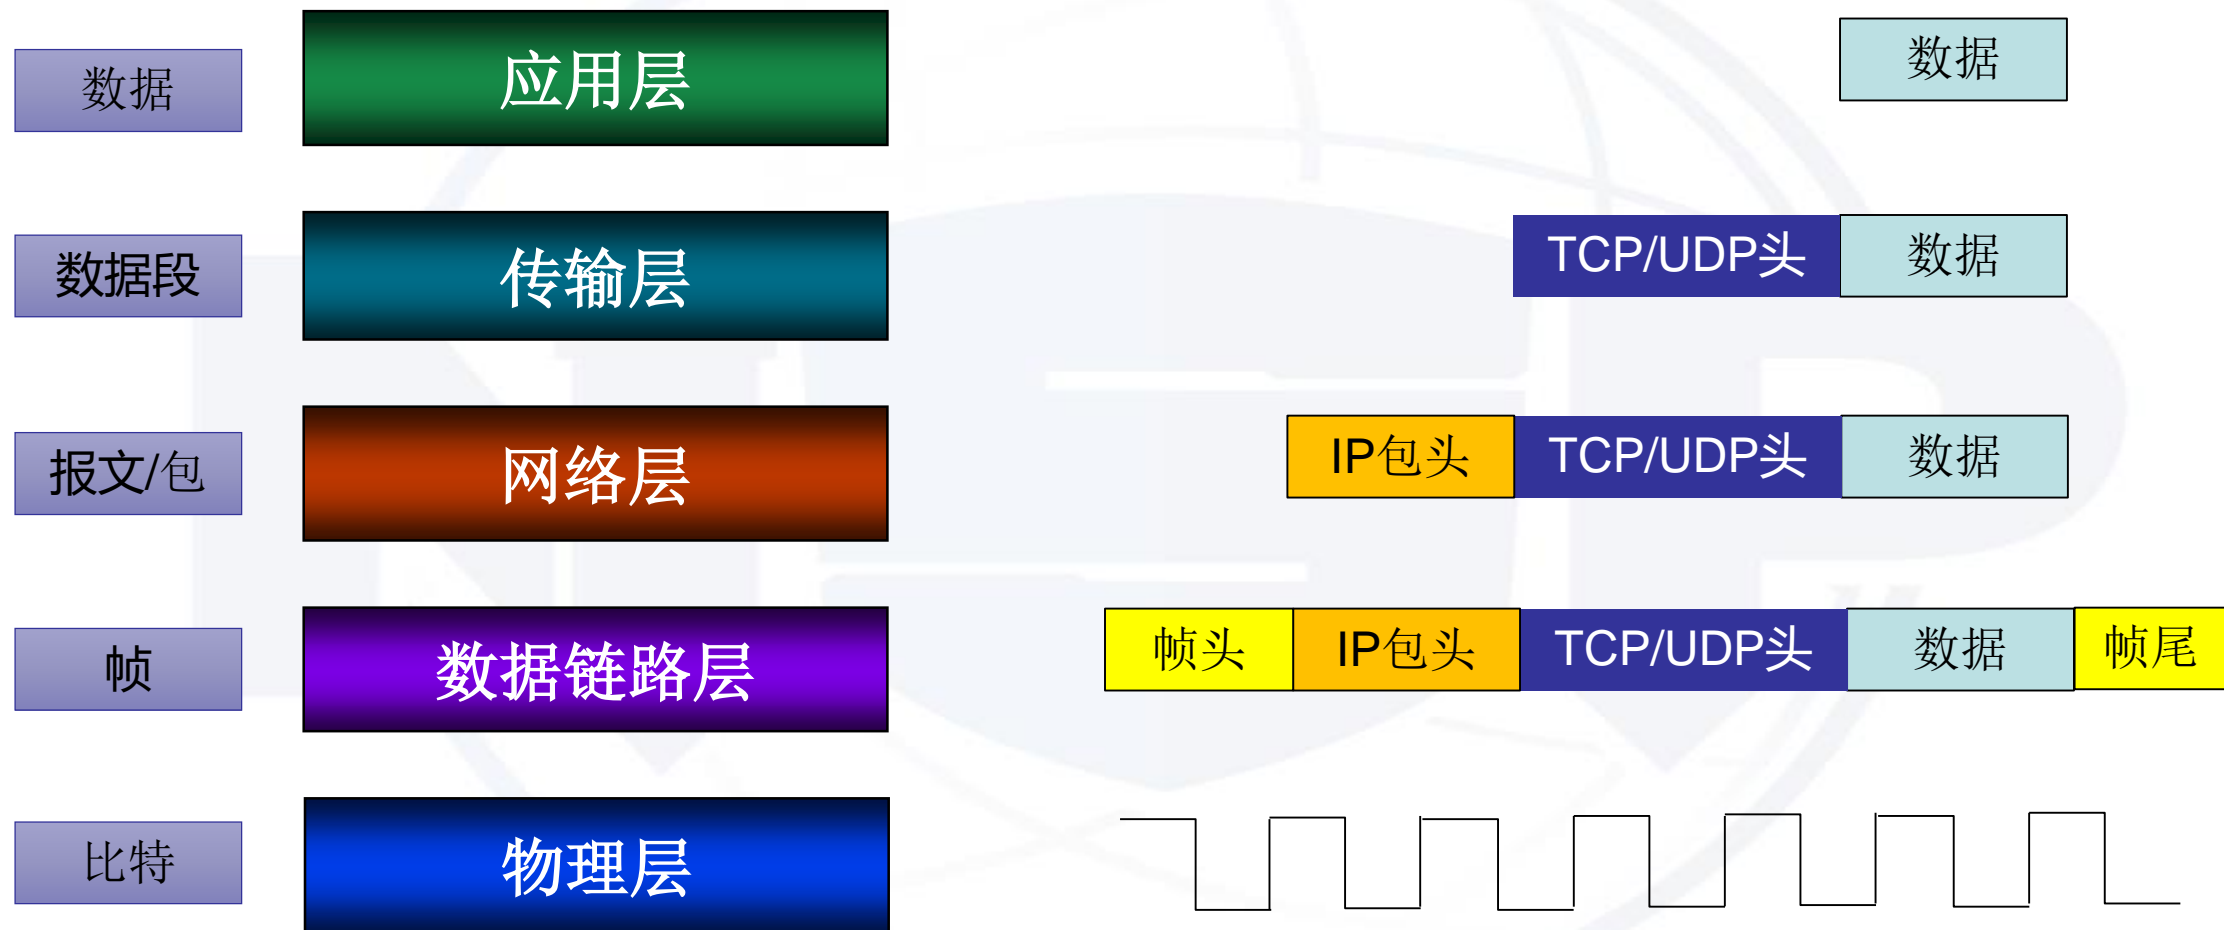 数据
应用层
数据
数据段
传输层
TCP/UDP头
数据
报文/包
网络层
IP包头
TCP/UDP头
数据
帧
数据链路层
帧头
IP包头
TCP/UDP头
数据
帧尾
比特
物理层
NISP